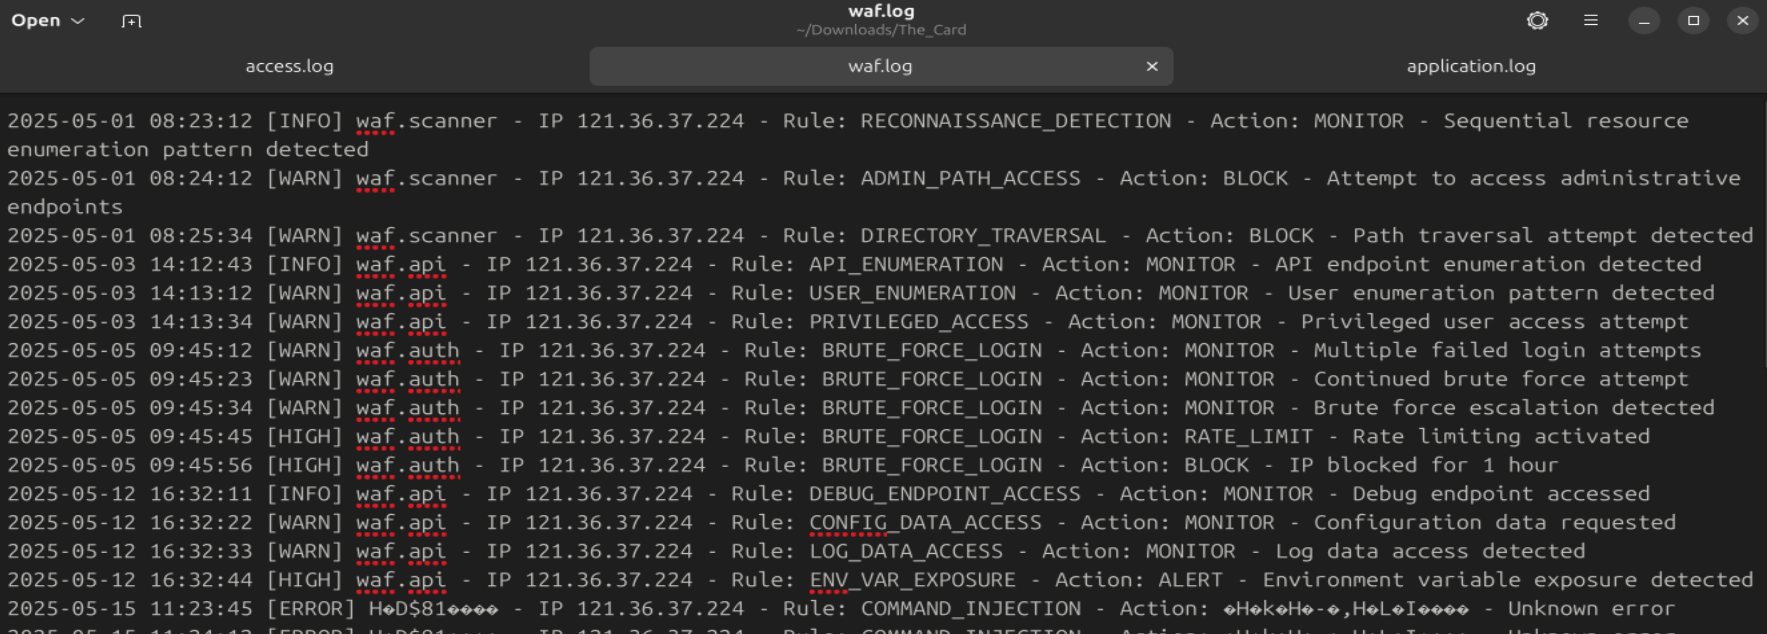 Open
waf.log
~/Downloads/The_Card
access.log
waf.log
application.log
2025-05-01 08:23:12 [INFO] waf.scanner - IP 121.36.37.224 - Rule: RECONNAISSANCE_DETECTION - Action: MONITOR - Sequential resource
enumeration pattern detected
2025-05-01 08:24:12 [WARN] waf.scanner - IP 121.36.37.224 - Rule: ADMIN_PATH_ACCESS - Action: BLOCK - Attempt to access administrative
endpoints
2025-05-01 08:25:34 [WARN] waf.scanner - IP 121.36.37.224 - Rule: DIRECTORY_TRAVERSAL - Action: BLOCK - Path traversal attempt detected
2025-05-03 14:12:43 [INFO] waf.api - IP 121.36.37.224 - Rule: API_ENUMERATION - Action: MONITOR - API endpoint enumeration detected
2025-05-03 14:13:12 [WARN] waf.api - IP 121.36.37.224 - Rule: USER_ENUMERATION - Action: MONITOR - User enumeration pattern detected
2025-05-03 14:13:34 [WARN] waf.api - IP 121.36.37.224 - Rule: PRIVILEGED_ACCESS - Action: MONITOR - Privileged user access attempt
2025-05-05 09:45:12 [WARN] waf.auth - IP 121.36.37.224 - Rule: BRUTE_FORCE_LOGIN - Action: MONITOR - Multiple failed login attempts
2025-05-05 09:45:23 [WARN] waf.auth - IP 121.36.37.224 - Rule: BRUTE_FORCE_LOGIN - Action: MONITOR - Continued brute force attempt
2025-05-05 09:45:34 [WARN] waf.auth - IP 121.36.37.224 - Rule: BRUTE_FORCE_LOGIN - Action: MONITOR - Brute force escalation detected
2025-05-05 09:45:45 [HIGH] waf.auth - IP 121.36.37.224 - Rule: BRUTE_FORCE_LOGIN - Action: RATE_LIMIT - Rate limiting activated
2025-05-05 09:45:56 [HIGH] waf.auth - IP 121.36.37.224 - Rule: BRUTE_FORCE_LOGIN - Action: BLOCK - IP blocked for 1 hour
2025-05-12 16:32:11 [INFO] waf.api - IP 121.36.37.224 - Rule: DEBUG_ENDPOINT_ACCESS - Action: MONITOR - Debug endpoint accessed
2025-05-12 16:32:22 [WARN] waf.api - IP 121.36.37.224 - Rule: CONFIG_DATA_ACCESS - Action: MONITOR - Configuration data requested
2025-05-12 16:32:33 [WARN] waf.api - IP 121.36.37.224 - Rule: LOG_DATA_ACCESS - Action: MONITOR - Log data access detected
2025-05-12 16:32:44 [HIGH] waf.api - IP 121.36.37.224 - Rule: ENV_VAR_EXPOSURE - Action: ALERT - Environment variable exposure detected
2025-05-15 11:23:45 [ERROR] H�D$81���� - IP 121.36.37.224 - Rule: COMMAND_INJECTION - Action: �H�k�H�-�,H�L�I���� - Unknown error